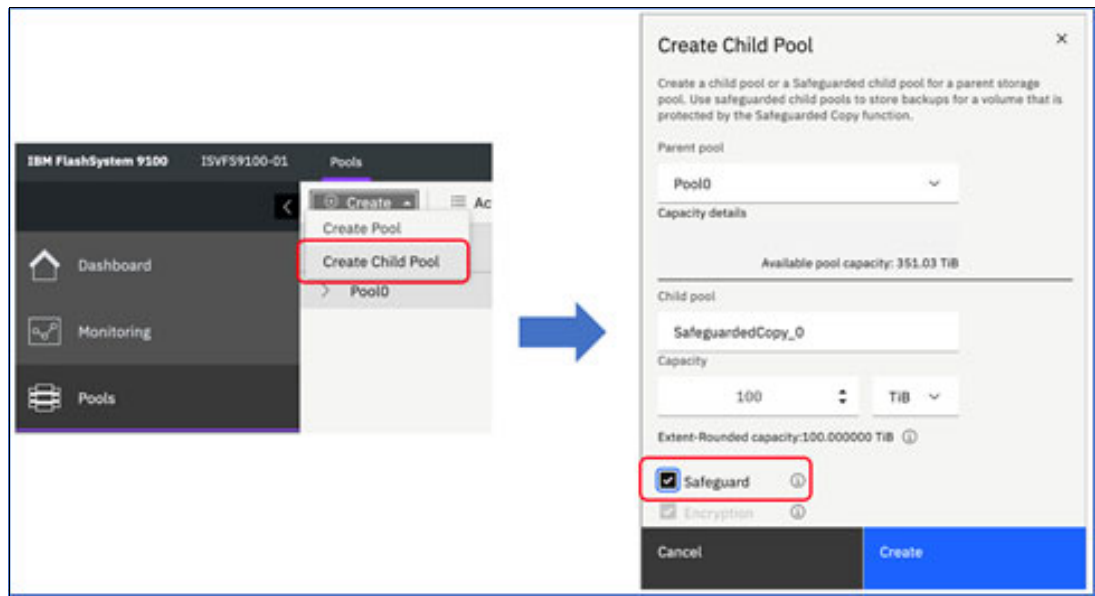 IBM FlashSystem 9100 ISVFS9100-01 Pools
Create Ac
Create Pool
Create Child Pool
Pool0
Dashboard
Monitoring
Pools
Create Child Pool
Create a child pool or a Safeguarded child pool for a parent storage
pool. Use safeguarded child pools to store backups for a volume that is
protected by the Safeguarded Copy function.
Parent pool
Pool0
Capacity details
Available pool capacity: 351.03 TiB
Child pool
SafeguardedCopy_0
Capacity
100 TiB
Extent-Rounded capacity:100.000000 TiB
Safeguard
Encryption
Cancel Create